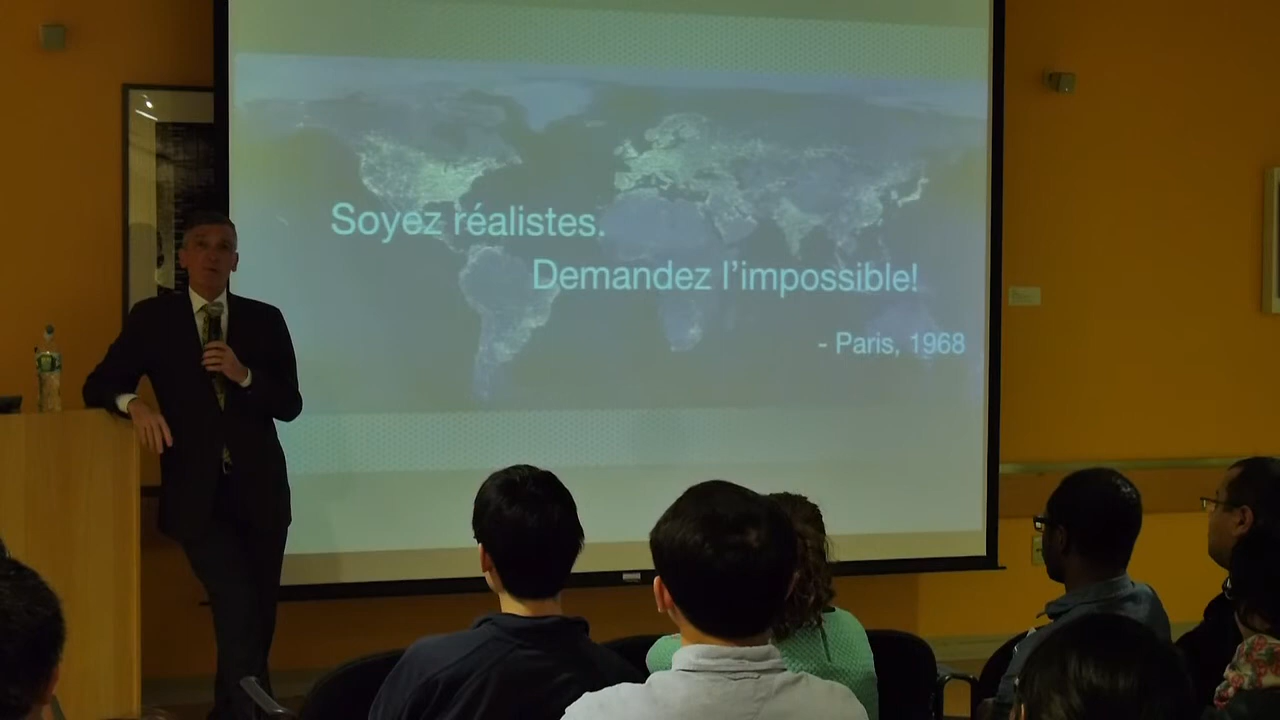 Soyez réalistes.
Demandez l’impossible!
- Paris, 1968